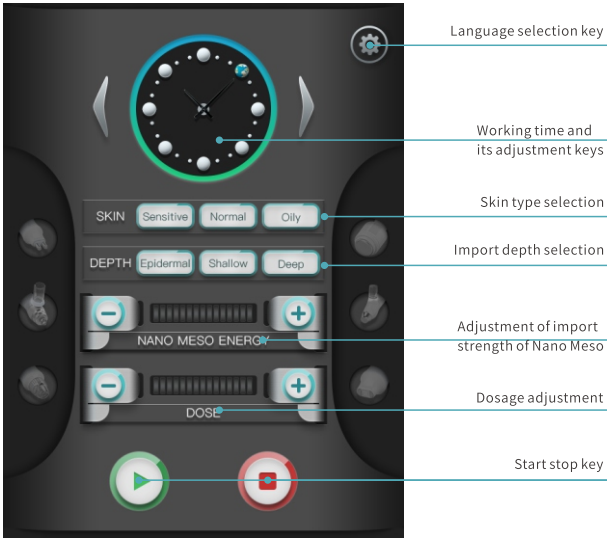 Language selection key
Working time and
its adjustment keys
SKIN Sensitive Normal Oily
Skin type selection
DEPTH Epidermal Shallow Deep
Import depth selection
NANO MESO ENERGY
Adjustment of import
strength of Nano Meso
DOSE
Dosage adjustment
Start stop key